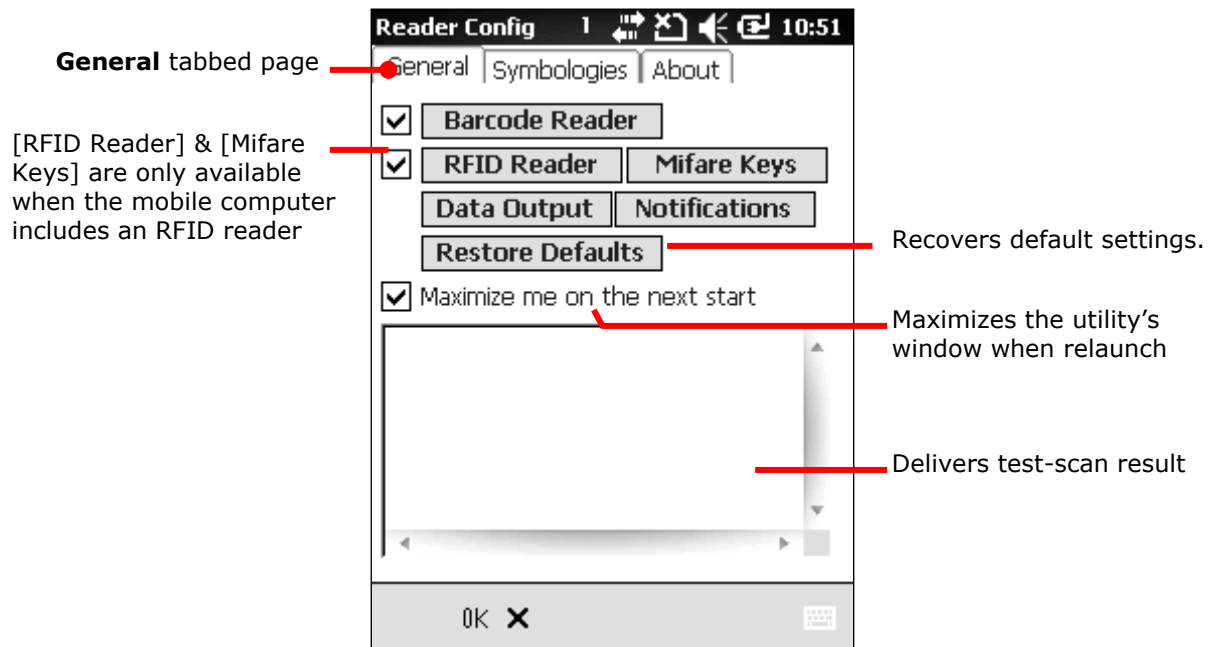 Reader Config 1 10:51
General tabbed page
General Symbologies About
Barcode Reader
[RFID Reader] & [Mifare
Keys] are only available
when the mobile computer
includes an RFID reader
RFID Reader Mifare Keys
Data Output Notifications
Restore Defaults
Recovers default settings.
Maximize me on the next start
Maximizes the utility’s
window when relaunch
Delivers test-scan result
OK